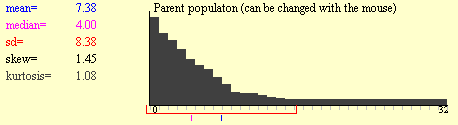 mean= 7.38
median= 4.00
sd= 8.38
skew= 1.45
kurtosis= 1.08
Parent populaton (can be changed with the mouse)
0 32